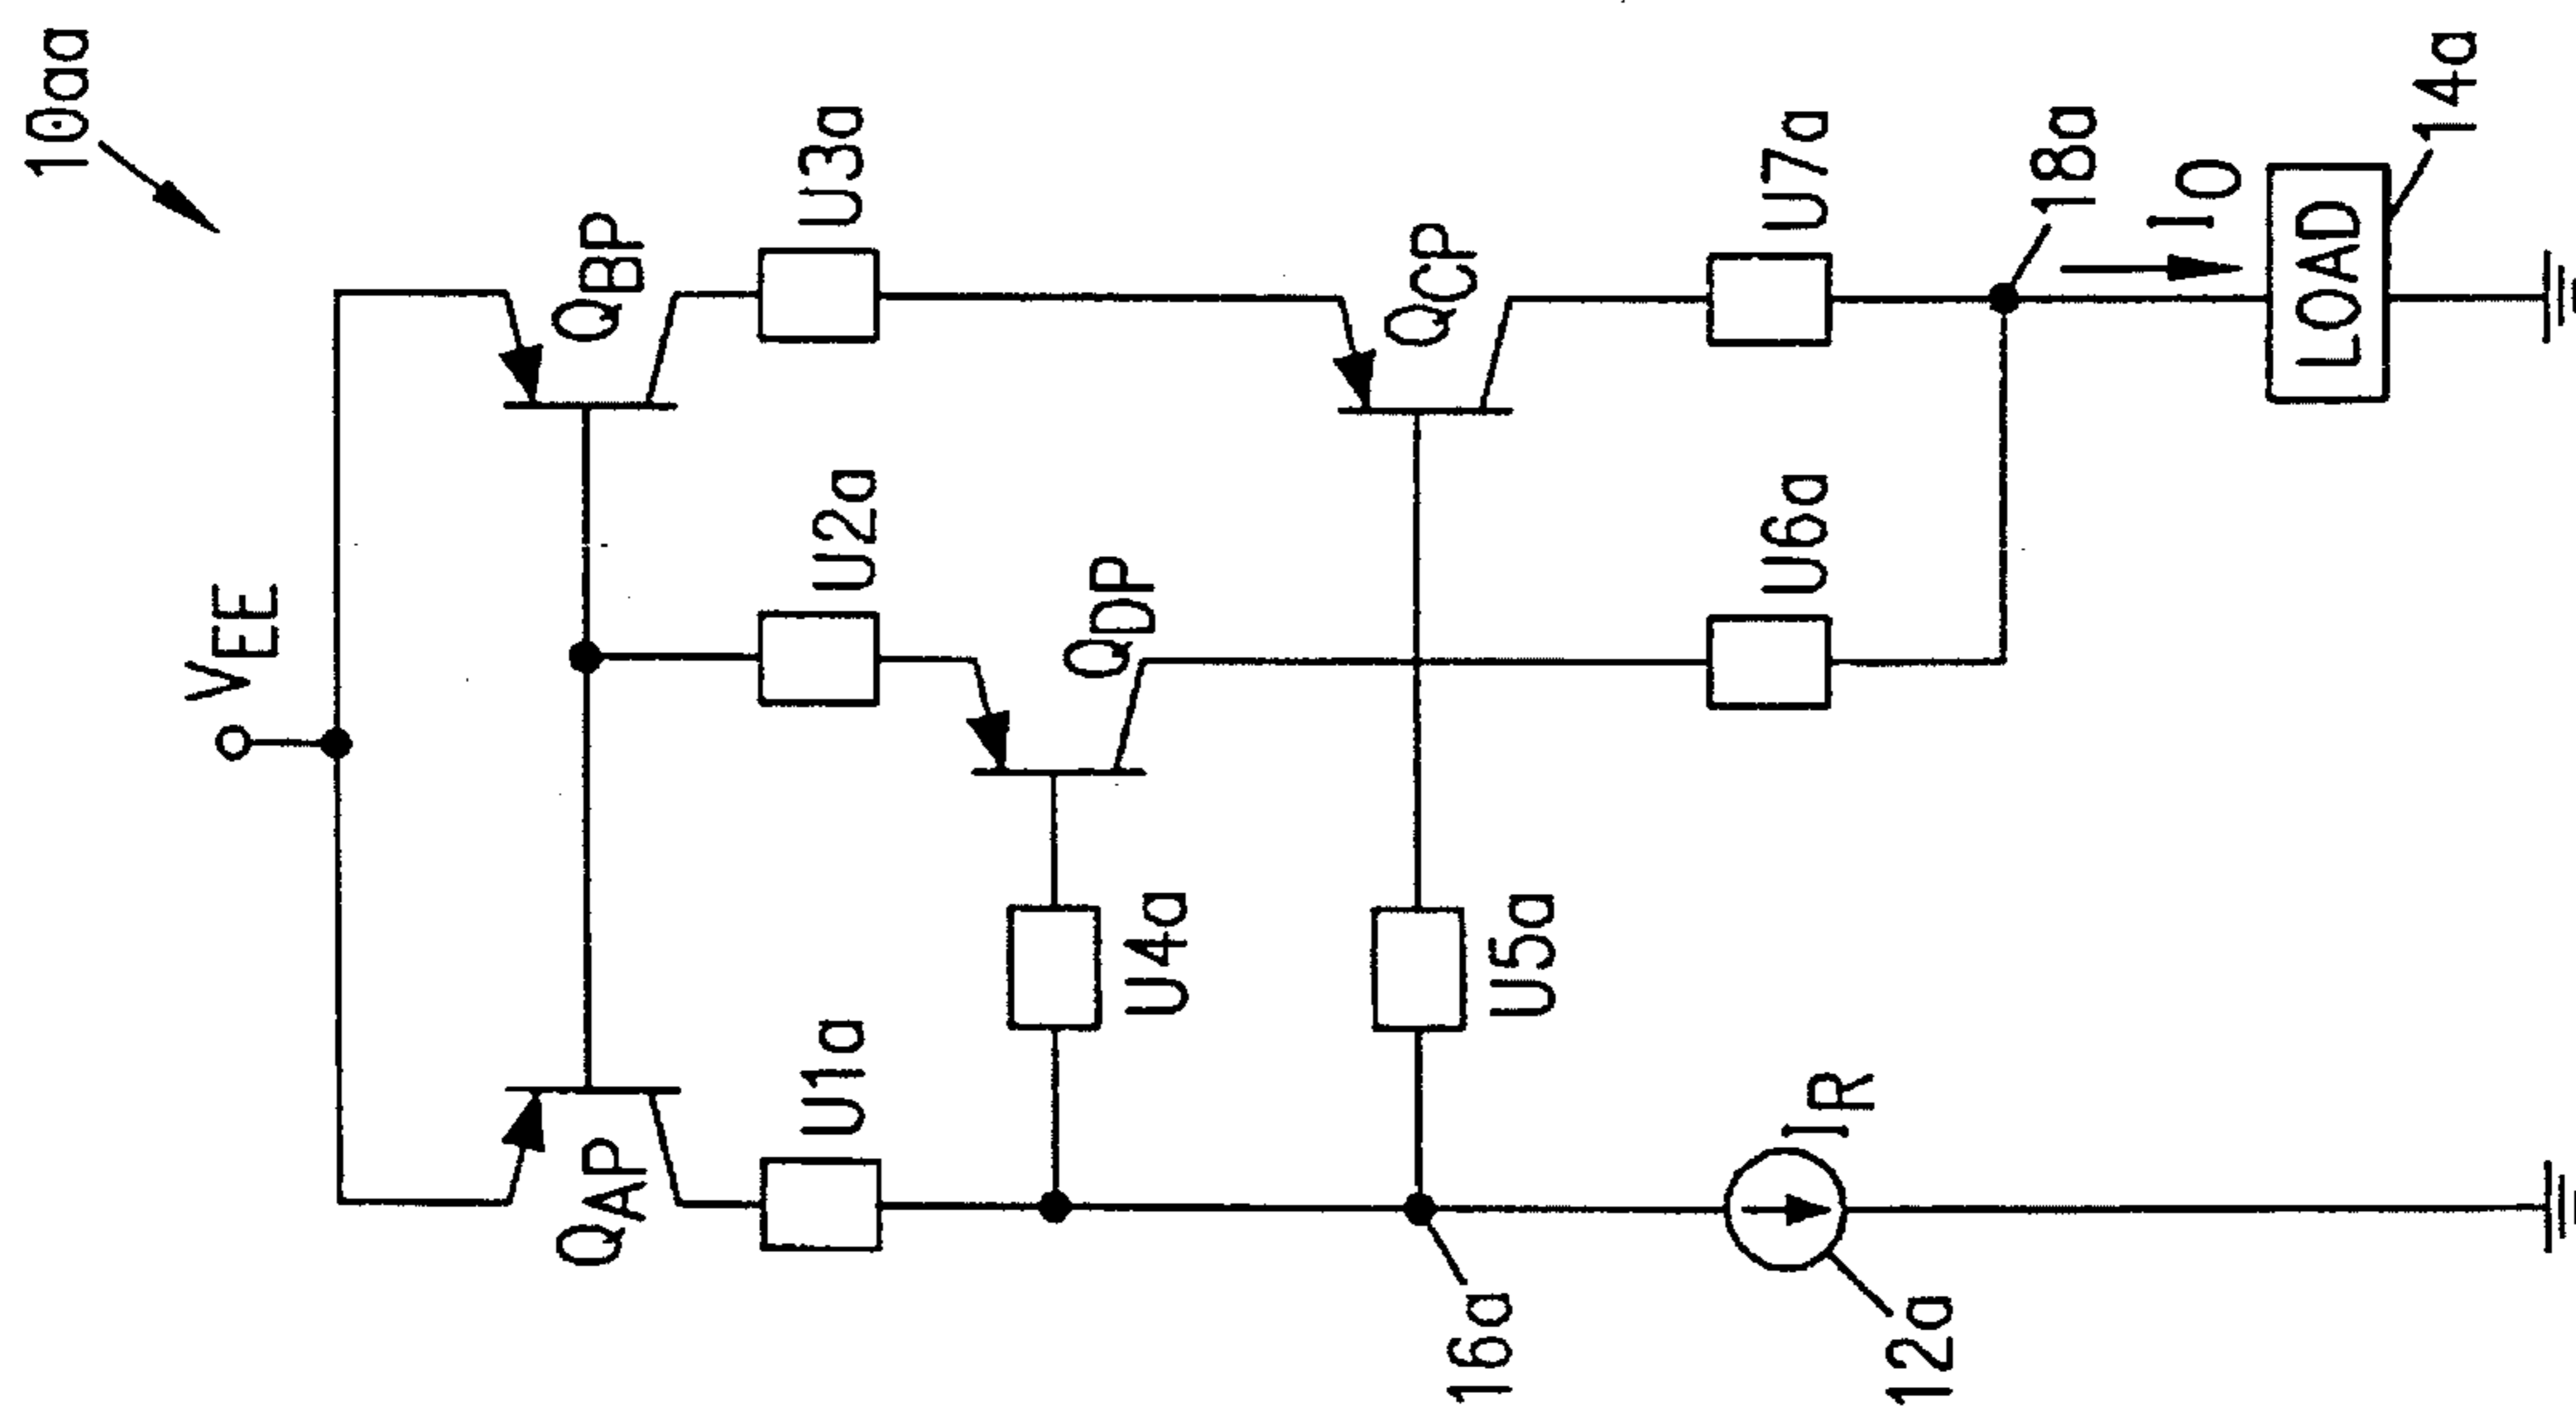 10aa
VEE
QAP
QBP
U1a
U2a
U3a
QDP
QCP
U4a
U5a
U6a
U7a
16a
18a
IR
IO
12a
LOAD
14a